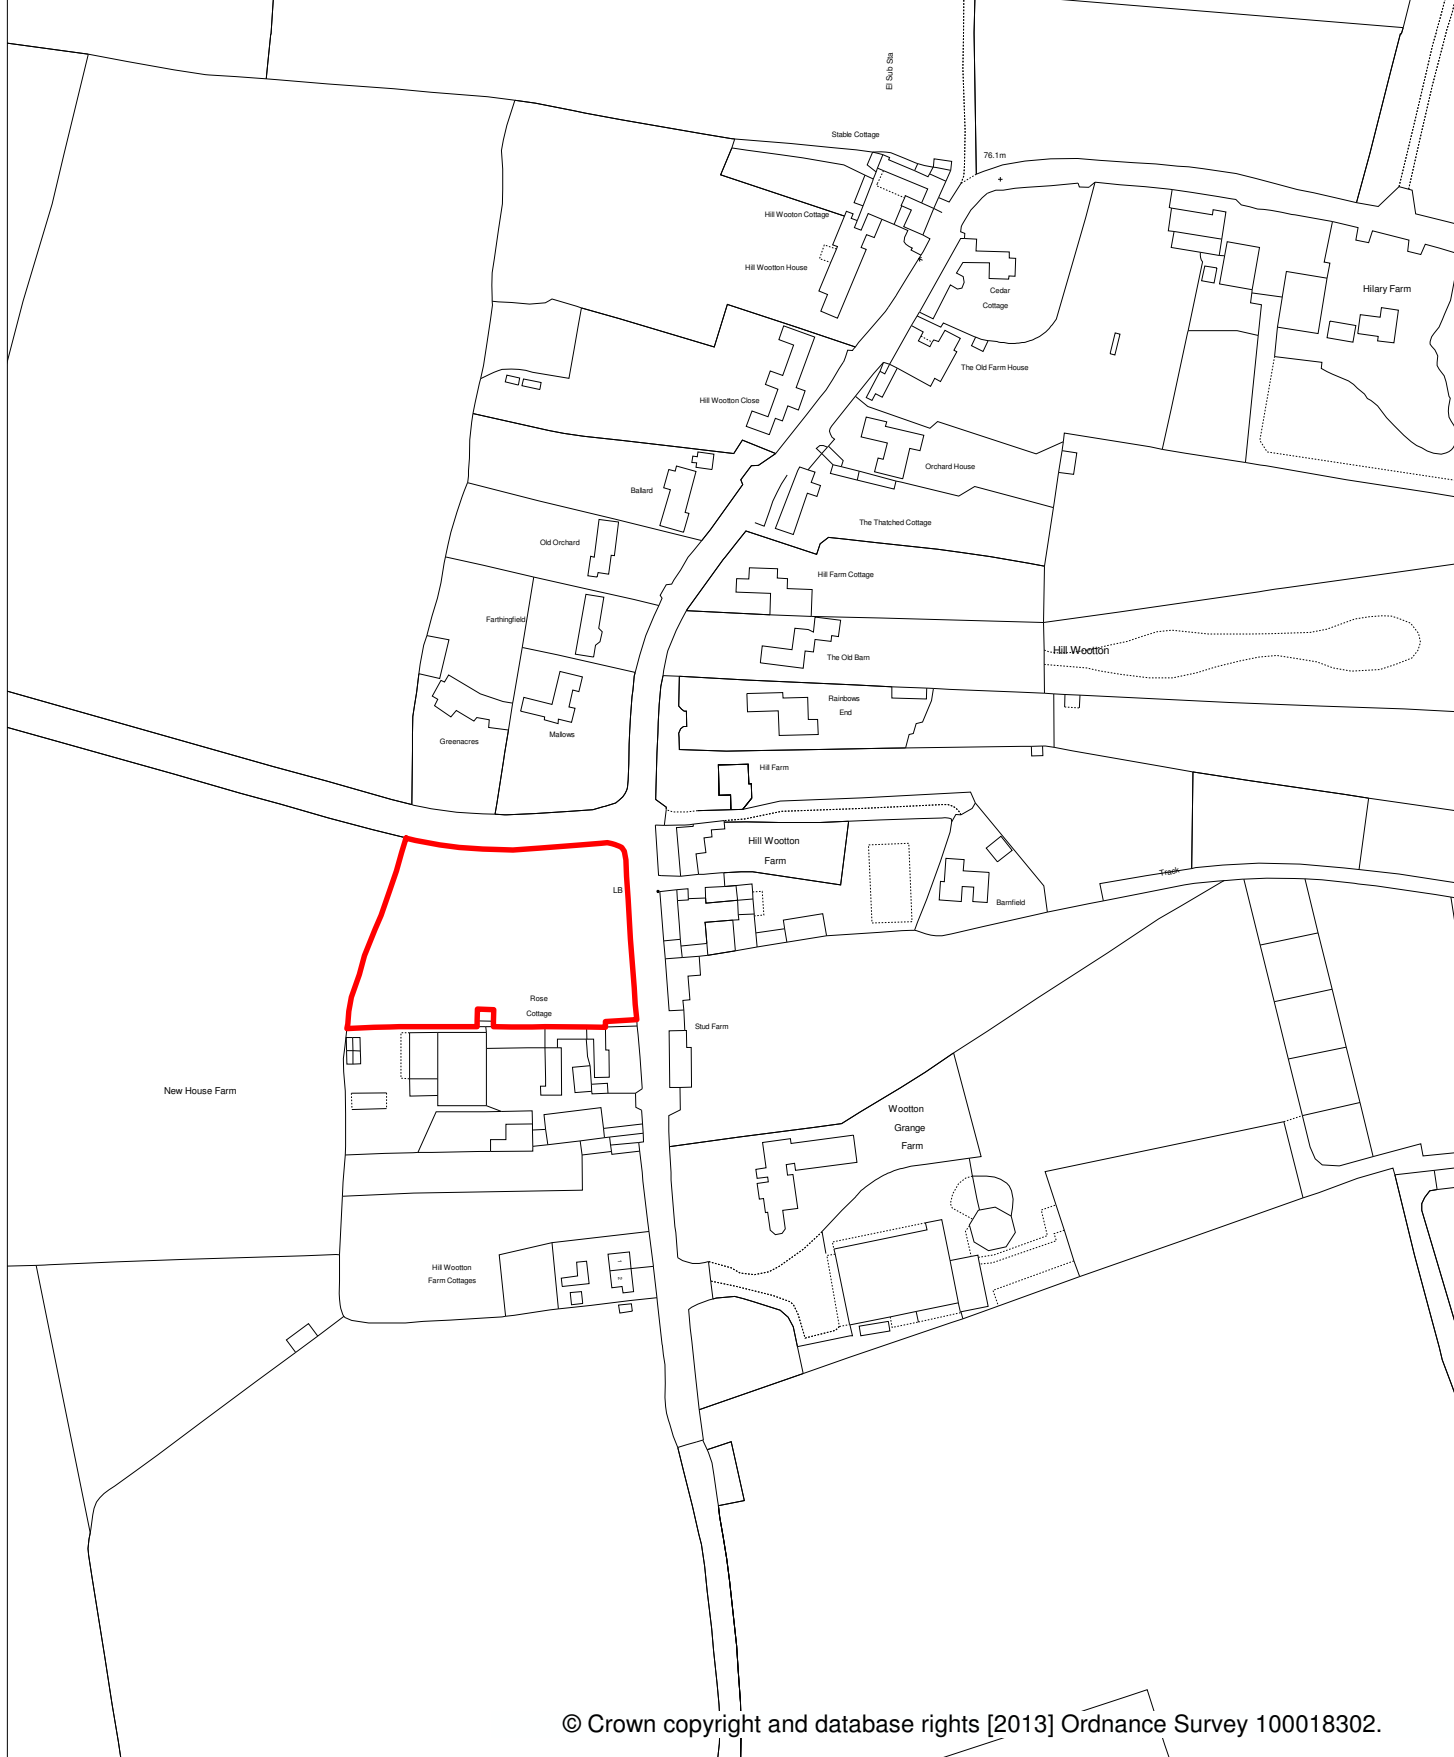 El Sub Sta
Stable Cottage
76.1m
Hill Wooton Cottage
Hill Wootton House
Cedar
Cottage
Hilary Farm
The Old Farm House
Hill Wootton Close
Orchard House
Ballard
The Thatched Cottage
Old Orchard
Hill Farm Cottage
Farthingfield
The Old Barn
Hill Wootton
Rainbows
End
Mallows
Greenacres
Hill Farm
Hill Wootton
Farm
Track
LB
Barnfield
Rose
Cottage
Stud Farm
New House Farm
Wootton
Grange
Farm
Hill Wootton
Farm Cottages
1
2
© Crown copyright and database rights [2013] Ordnance Survey 100018302.